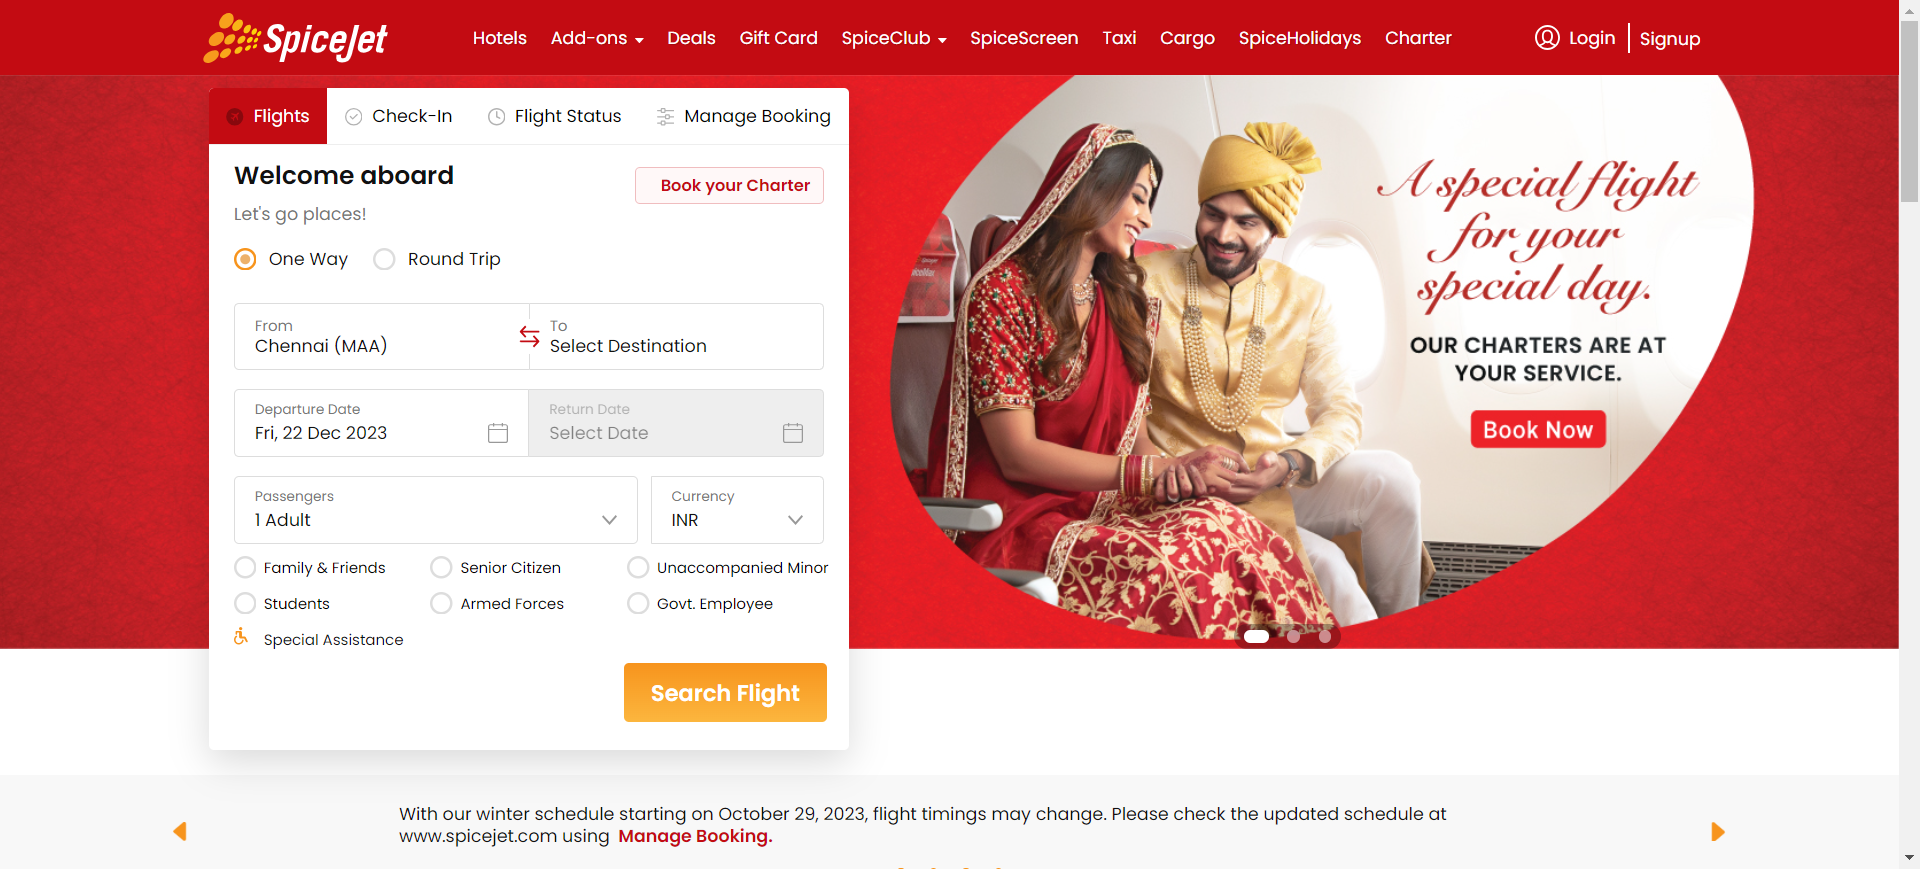 SpiceJet
Hotels
Add-ons
Deals
Gift Card
SpiceClub
SpiceScreen
Taxi
Cargo
SpiceHolidays
Charter
Login
Signup
Flights
Check-In
Flight Status
Manage Booking
Welcome aboard
Book your Charter
Let's go places!
One Way
Round Trip
From
Chennai (MAA)
To
Select Destination
Departure Date
Fri, 22 Dec 2023
Return Date
Select Date
Passengers
1 Adult
Currency
INR
Family & Friends
Senior Citizen
Unaccompanied Minor
Students
Armed Forces
Govt. Employee
Special Assistance
Search Flight
A special flight
for your
special day.
OUR CHARTERS ARE AT
YOUR SERVICE.
Book Now
With our winter schedule starting on October 29, 2023, flight timings may change. Please check the updated schedule at
www.spicejet.com using Manage Booking.